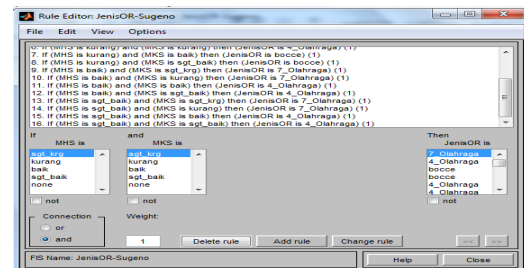 Rule Editor: JenisOR-Sugeno
File Edit View Options
6. If (MHS is kurang) and (MKS is kurang) then (JenisOR is 4_Olahraga) (1)
7. If (MHS is kurang) and (MKS is baik) then (JenisOR is bocce) (1)
8. If (MHS is kurang) and (MKS is sgt_baik) then (JenisOR is bocce) (1)
9. If (MHS is baik) and (MKS is sgt_krg) then (JenisOR is 7_Olahraga) (1)
10. If (MHS is baik) and (MKS is kurang) then (JenisOR is 7_Olahraga) (1)
11. If (MHS is baik) and (MKS is baik) then (JenisOR is 4_Olahraga) (1)
12. If (MHS is baik) and (MKS is sgt_baik) then (JenisOR is 4_Olahraga) (1)
13. If (MHS is sgt_baik) and (MKS is sgt_krg) then (JenisOR is 7_Olahraga) (1)
14. If (MHS is sgt_baik) and (MKS is kurang) then (JenisOR is 7_Olahraga) (1)
15. If (MHS is sgt_baik) and (MKS is baik) then (JenisOR is 4_Olahraga) (1)
16. If (MHS is sgt_baik) and (MKS is sgt_baik) then (JenisOR is 4_Olahraga) (1)
If and Then
MHS is MKS is JenisOR is
sgt_krg sgt_krg 7_Olahraga
kurang kurang 4_Olahraga
baik baik bocce
sgt_baik sgt_baik bocce
none none 4_Olahraga
4_Olahraga
not not not
Connection Weight:
or
and 1 Delete rule Add rule Change rule << >>
FIS Name: JenisOR-Sugeno Help Close